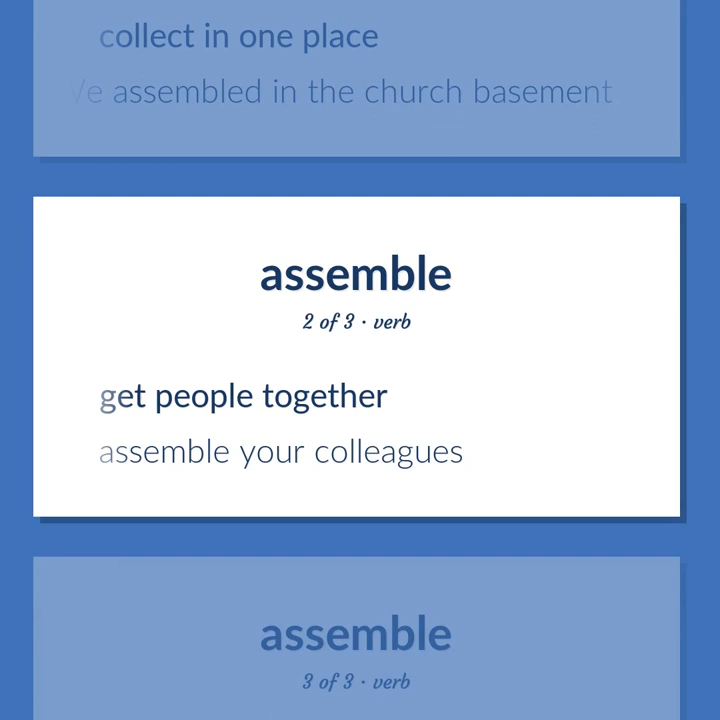 collect in one place
We assembled in the church basement
assemble
2 of 3 · verb
get people together
assemble your colleagues
assemble
3 of 3 · verb